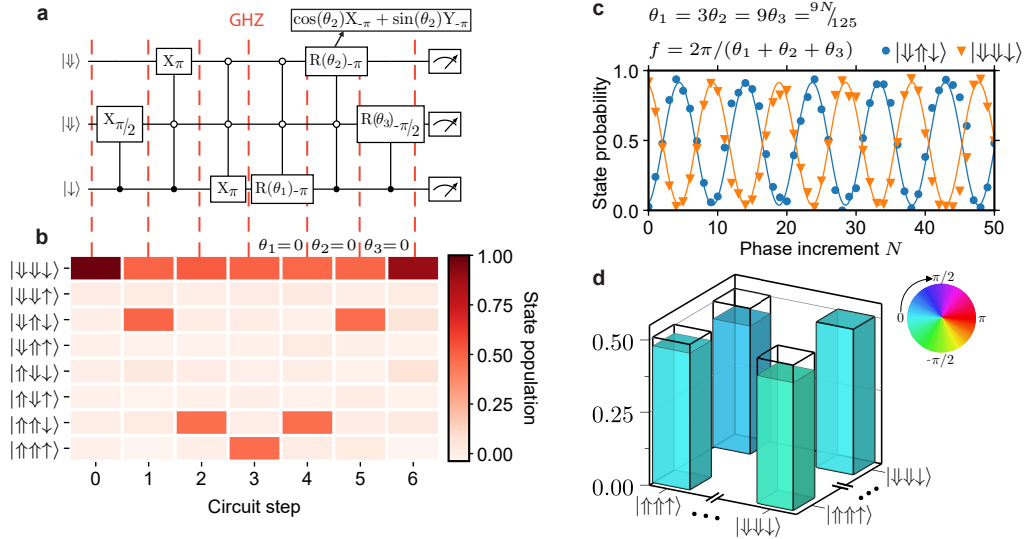 a
GHZ
cos(θ₂)X₋π + sin(θ₂)Y₋π
|⇓⟩
Xπ
R(θ₂)₋π
|⇓⟩
Xπ/2
R(θ₃)₋π/2
|↓⟩
Xπ
R(θ₁)₋π
b
θ₁=0 θ₂=0 θ₃=0
|⇓⇓↓⟩
|⇓⇓↑⟩
|⇓⇑↓⟩
|⇓⇑↑⟩
|⇑⇓↓⟩
|⇑⇓↑⟩
|⇑⇑↓⟩
|⇑⇑↑⟩
0 1 2 3 4 5 6
Circuit step
1.00
0.75
0.50
0.25
0.00
State population
c
θ₁ = 3θ₂ = 9θ₃ = ⁹ᴺ/₁₂₅
f = 2π/(θ₁ + θ₂ + θ₃)
|⇓⇑↓⟩ |⇓⇓↓⟩
1.0
0.5
0.0
State probability
0 10 20 30 40 50
Phase increment N
d
π/2
0
π
-π/2
0.50
0.25
0.00
|⇑⇑↑⟩
•••
|⇓⇓↓⟩
|⇑⇑↑⟩
•••
|⇓⇓↓⟩